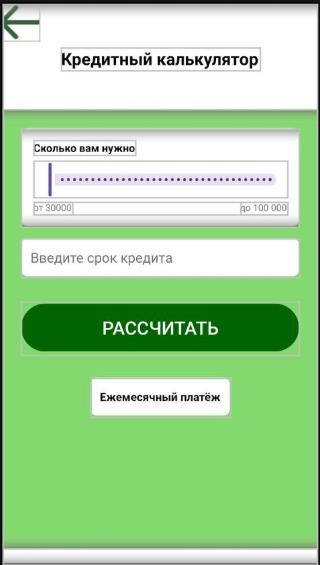 Кредитный калькулятор
Сколько вам нужно
от 30000
до 100 000
Введите срок кредита
РАССЧИТАТЬ
Ежемесячный платёж